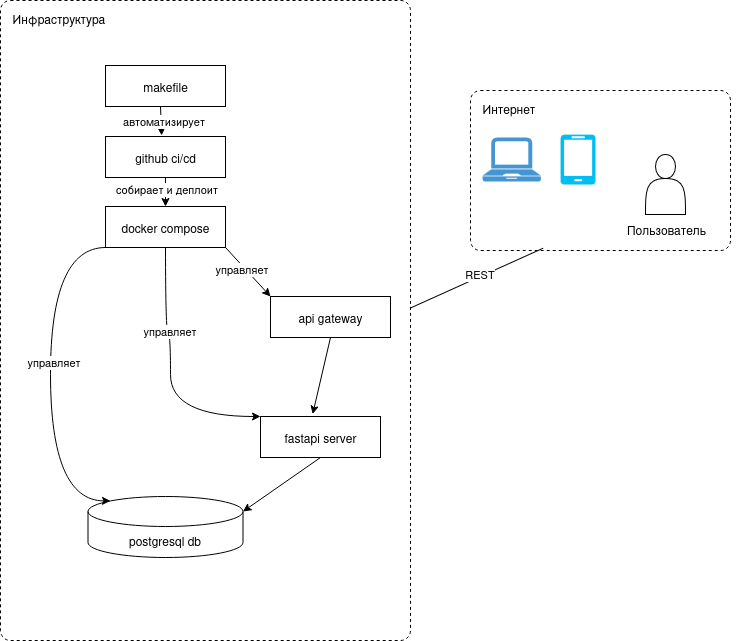 Инфраструктура
makefile
автоматизирует
github ci/cd
собирает и деплоит
docker compose
управляет
api gateway
управляет
управляет
fastapi server
postgresql db
Интернет
Пользователь
REST